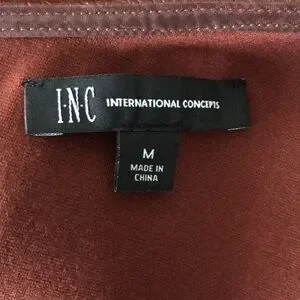 I·N·C INTERNATIONAL CONCEPTS
M
MADE IN
CHINA